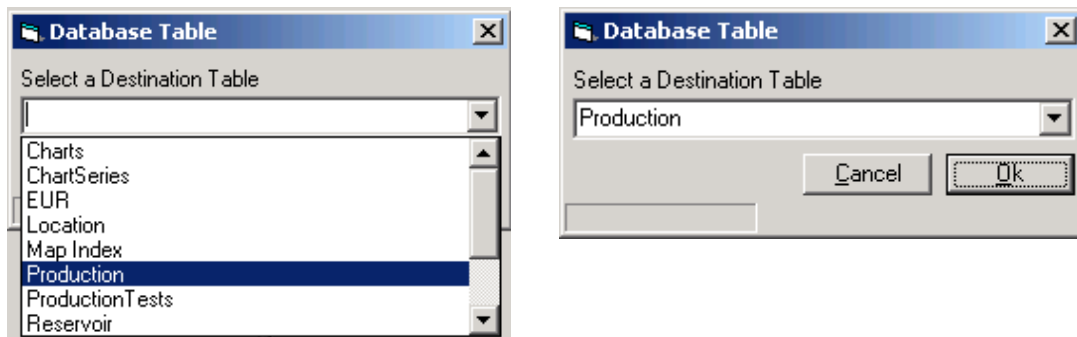 Database Table
Select a Destination Table
Charts
ChartSeries
EUR
Location
Map Index
Production
ProductionTests
Reservoir
Database Table
Select a Destination Table
Production
Cancel
Ok